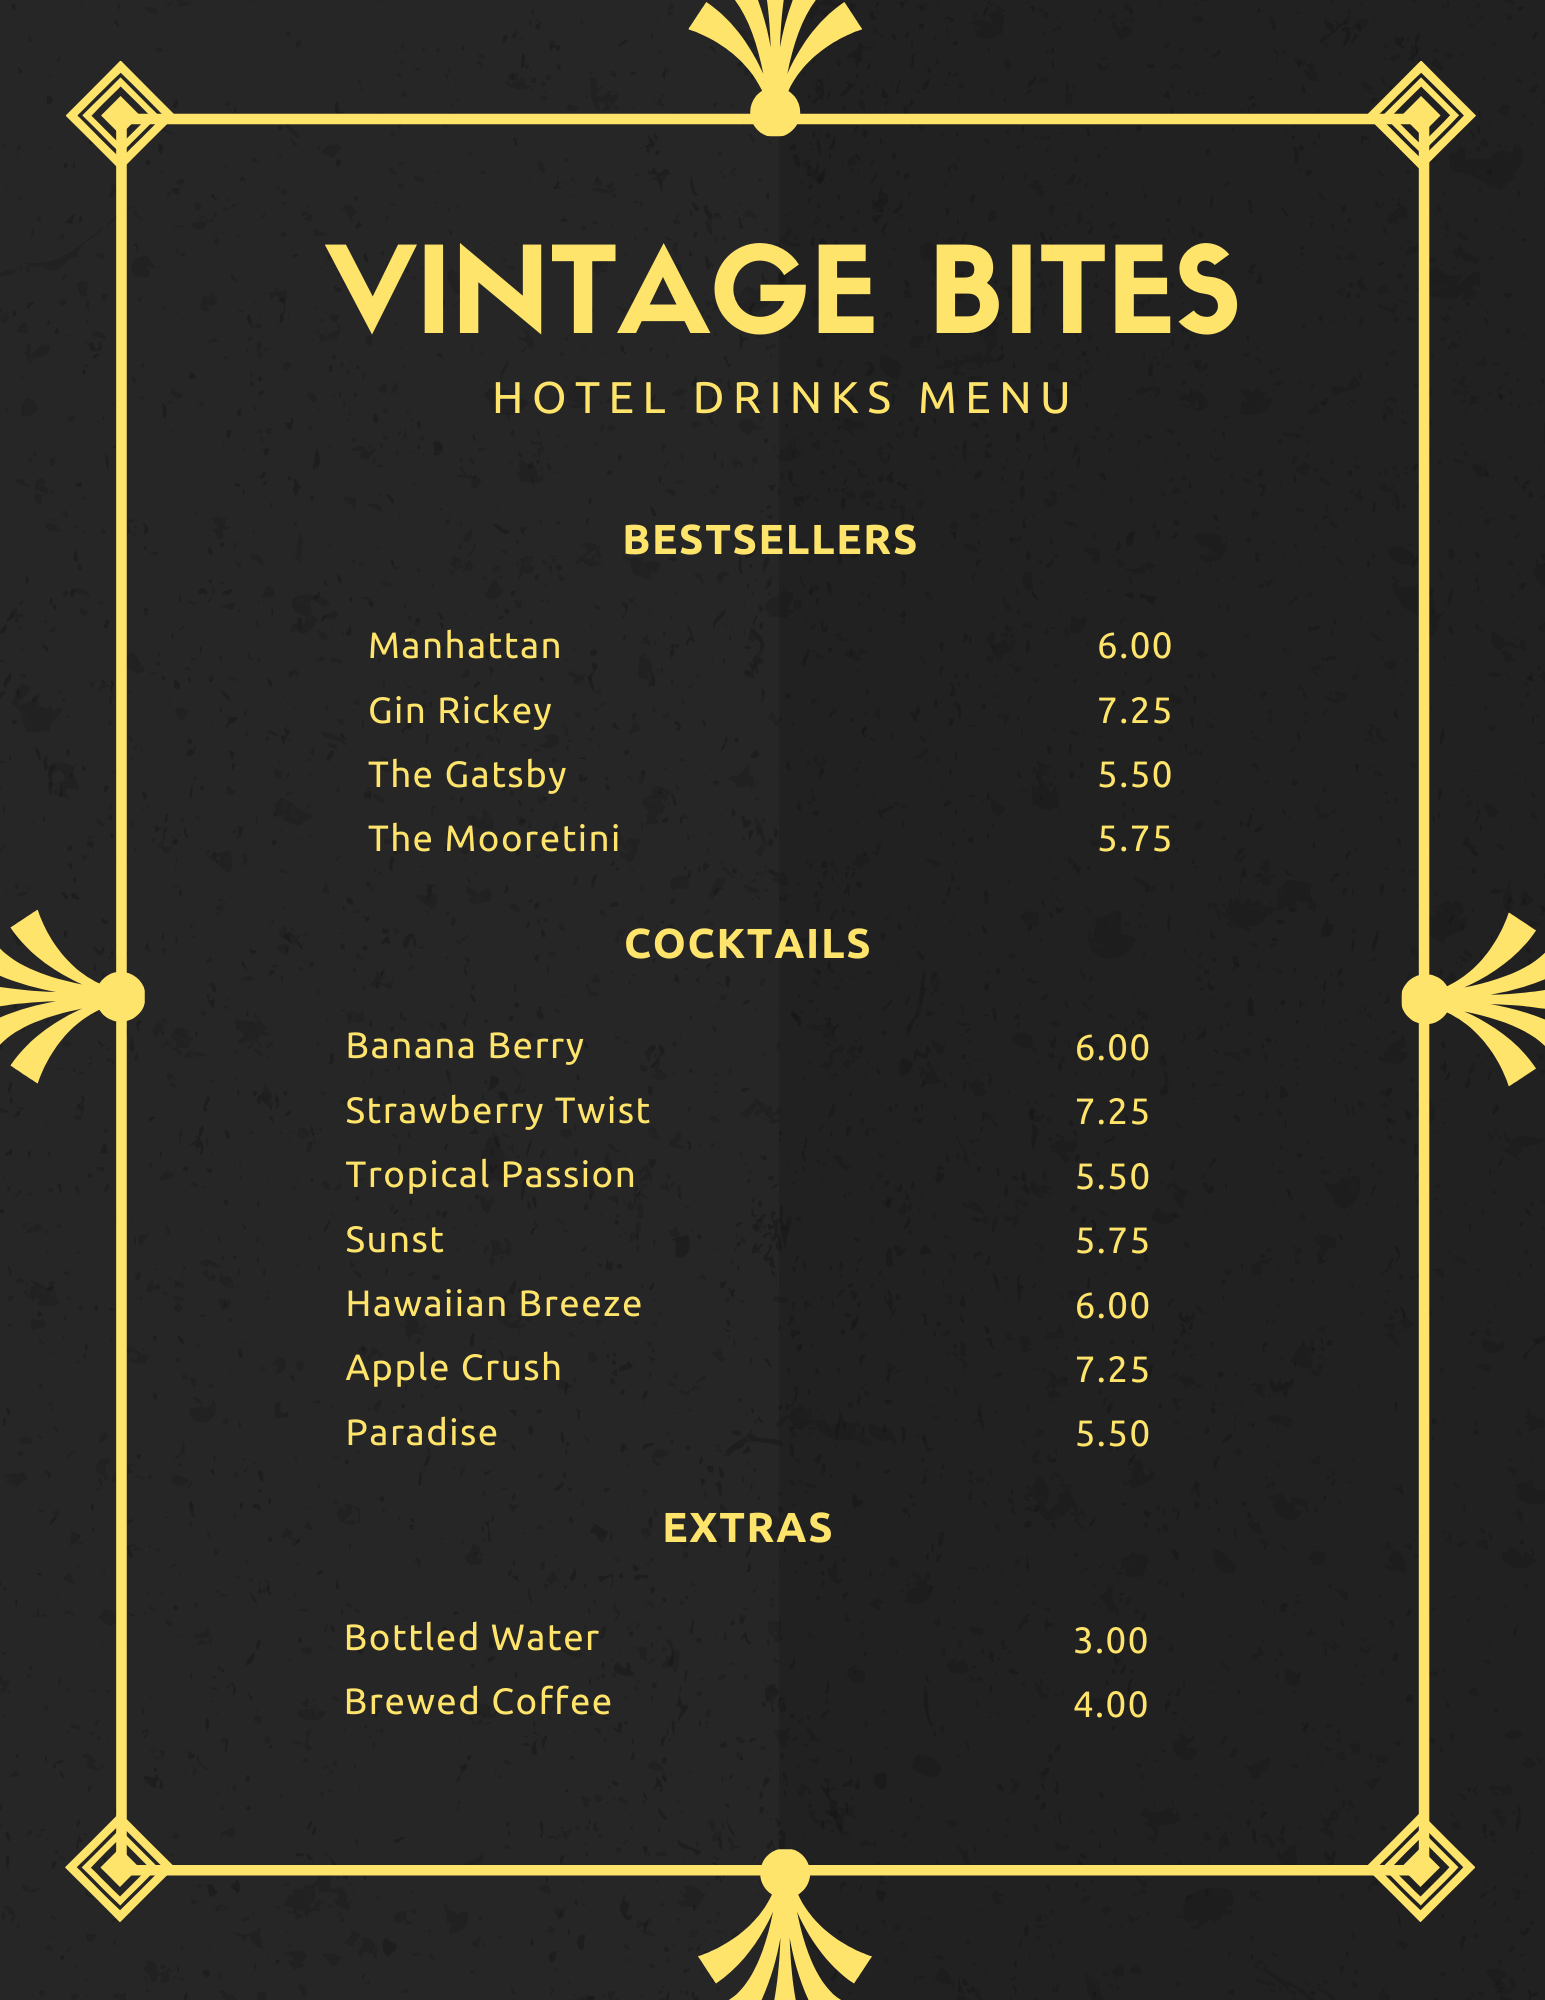 VINTAGE BITES
HOTEL DRINKS MENU
BESTSELLERS
Manhattan 6.00
Gin Rickey 7.25
The Gatsby 5.50
The Mooretini 5.75
COCKTAILS
Banana Berry 6.00
Strawberry Twist 7.25
Tropical Passion 5.50
Sunst 5.75
Hawaiian Breeze 6.00
Apple Crush 7.25
Paradise 5.50
EXTRAS
Bottled Water 3.00
Brewed Coffee 4.00